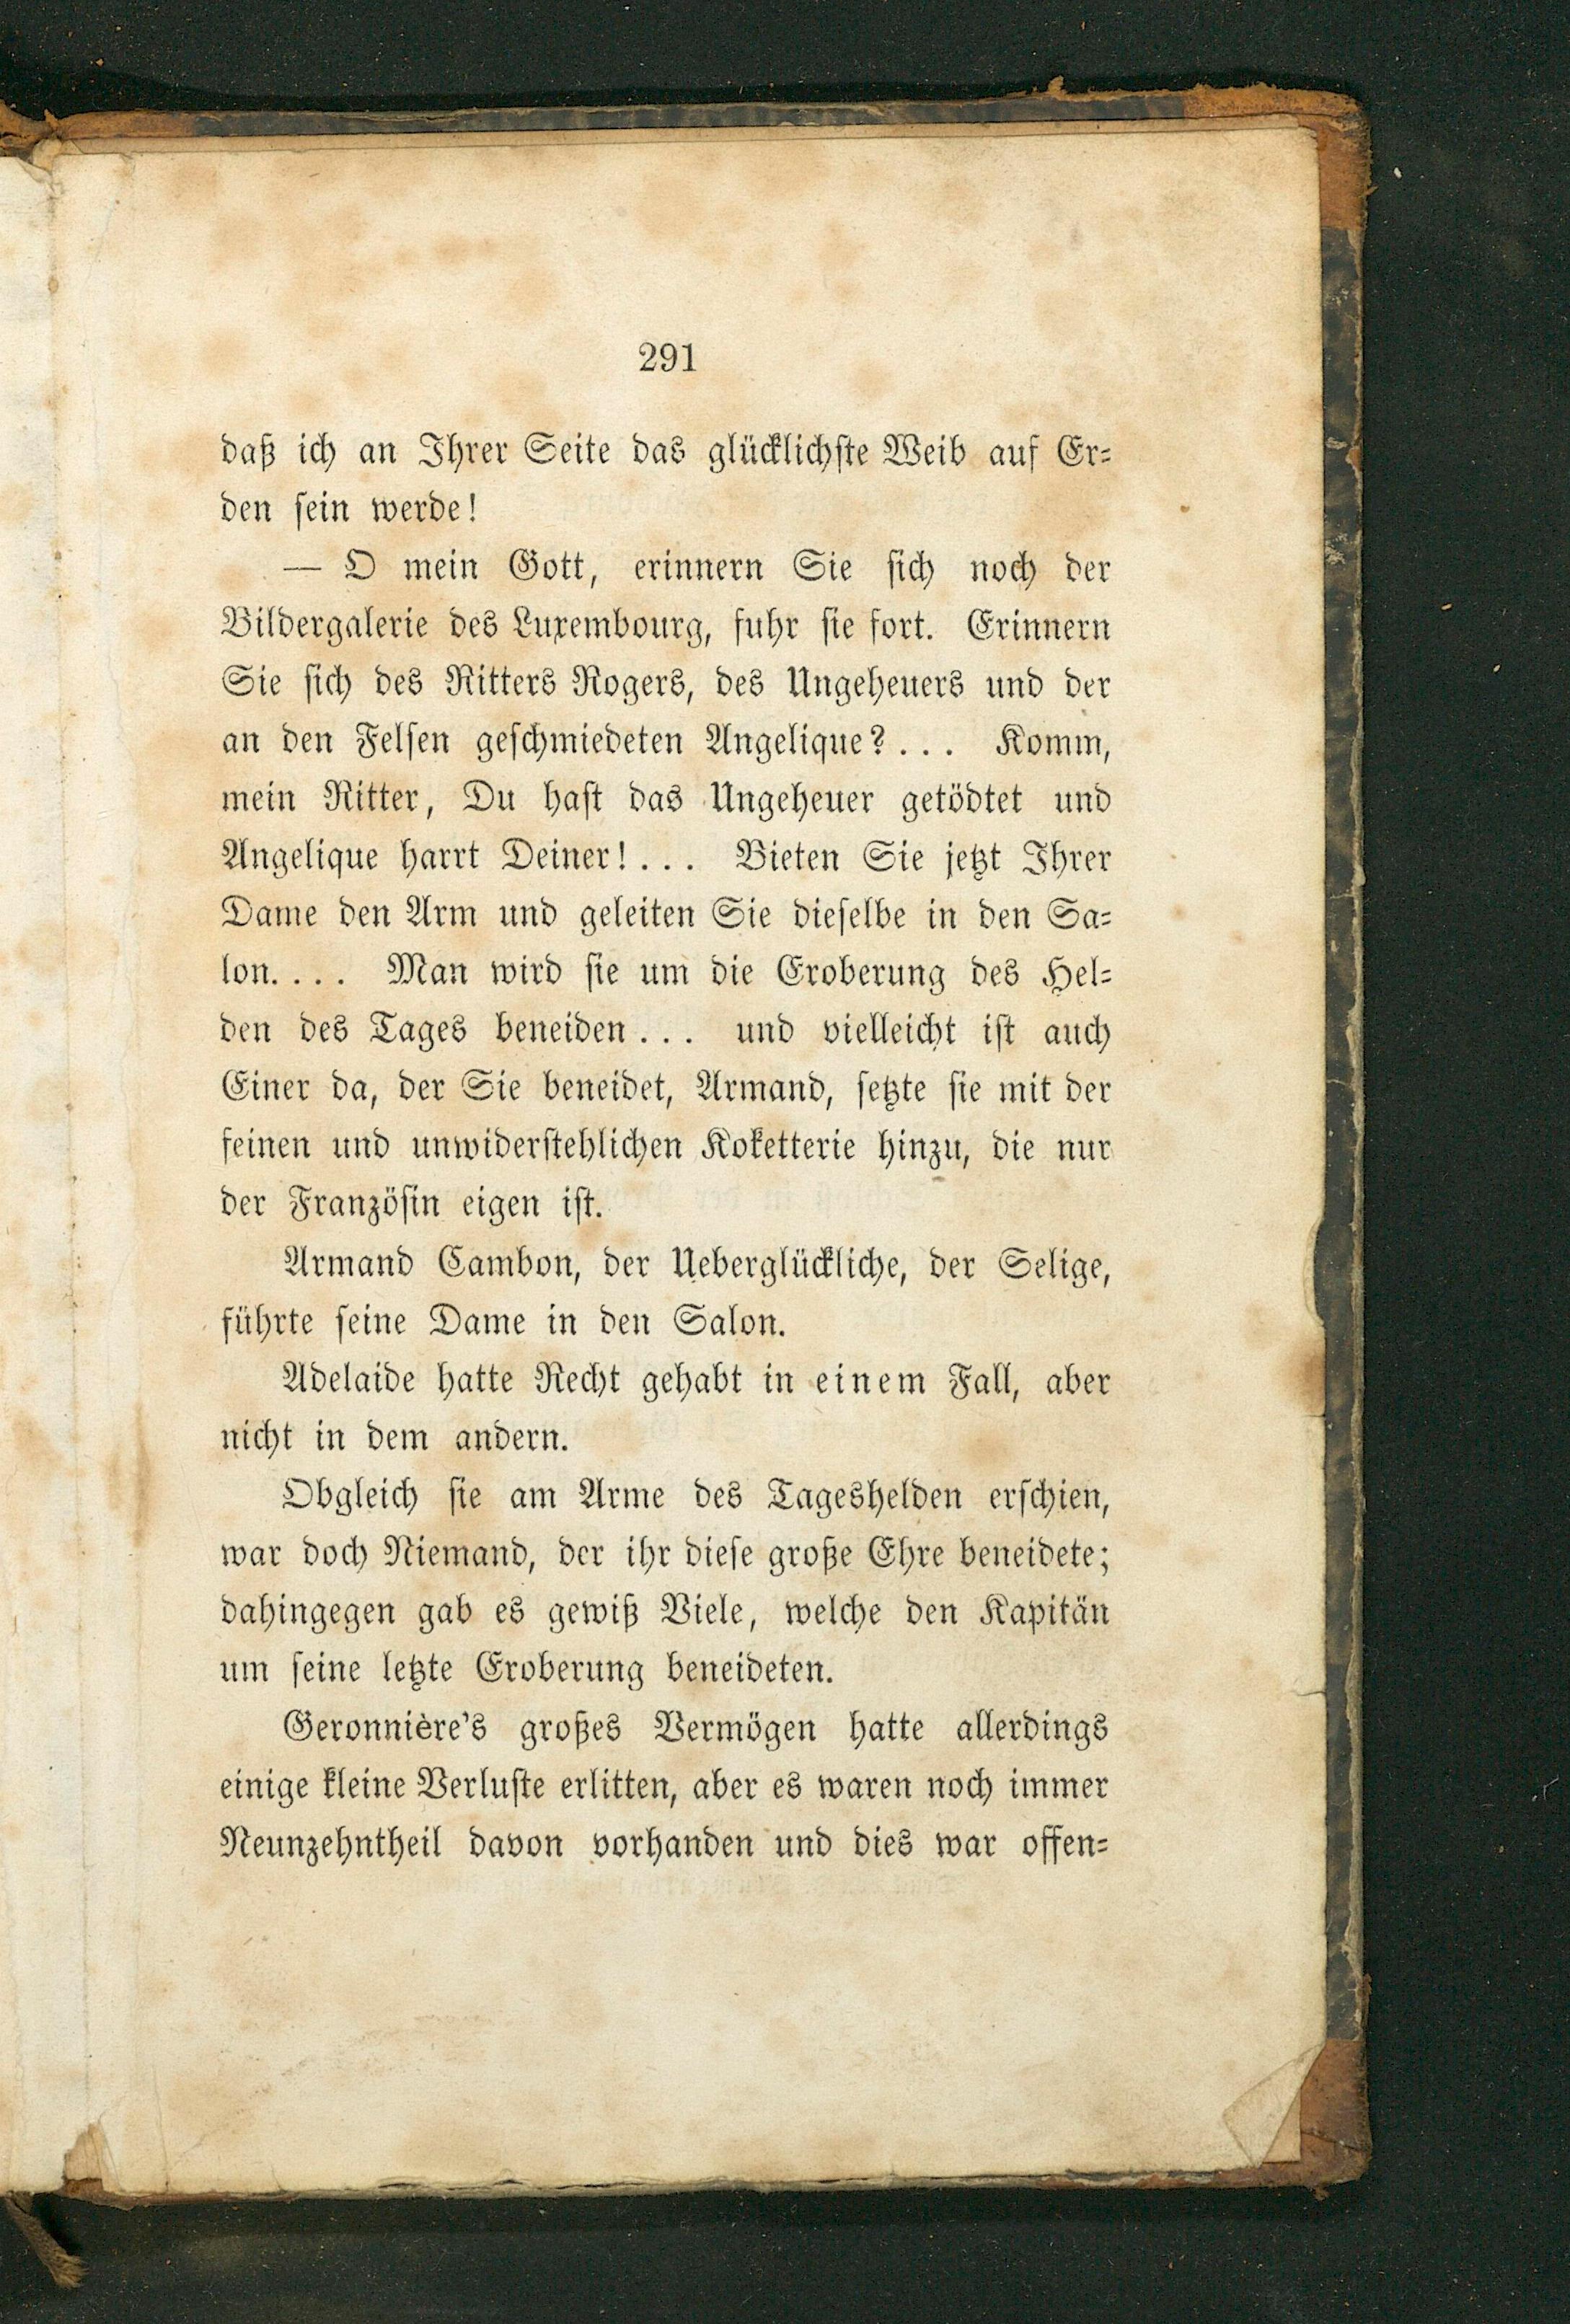 291
daß ich an Ihrer Seite das glücklichste Weib auf Er-
den sein werde!
— O mein Gott, erinnern Sie sich noch der
Bildergalerie des Luxembourg, fuhr sie fort. Erinnern
Sie sich des Ritters Rogers, des Ungeheuers und der
an den Felsen geschmiedeten Angelique? . . . Komm,
mein Ritter, Du hast das Ungeheuer getödtet und
Angelique harrt Deiner! . . . Bieten Sie jetzt Ihrer
Dame den Arm und geleiten Sie dieselbe in den Sa-
lon. . . . Man wird sie um die Eroberung des Hel-
den des Tages beneiden . . . und vielleicht ist auch
Einer da, der Sie beneidet, Armand, setzte sie mit der
feinen und unwiderstehlichen Koketterie hinzu, die nur
der Französin eigen ist.
Armand Cambon, der Ueberglückliche, der Selige,
führte seine Dame in den Salon.
Adelaide hatte Recht gehabt in einem Fall, aber
nicht in dem andern.
Obgleich sie am Arme des Tageshelden erschien,
war doch Niemand, der ihr diese große Ehre beneidete;
dahingegen gab es gewiß Viele, welche den Kapitän
um seine letzte Eroberung beneideten.
Geronnière's großes Vermögen hatte allerdings
einige kleine Verluste erlitten, aber es waren noch immer
Neunzehntheil davon vorhanden und dies war offen-